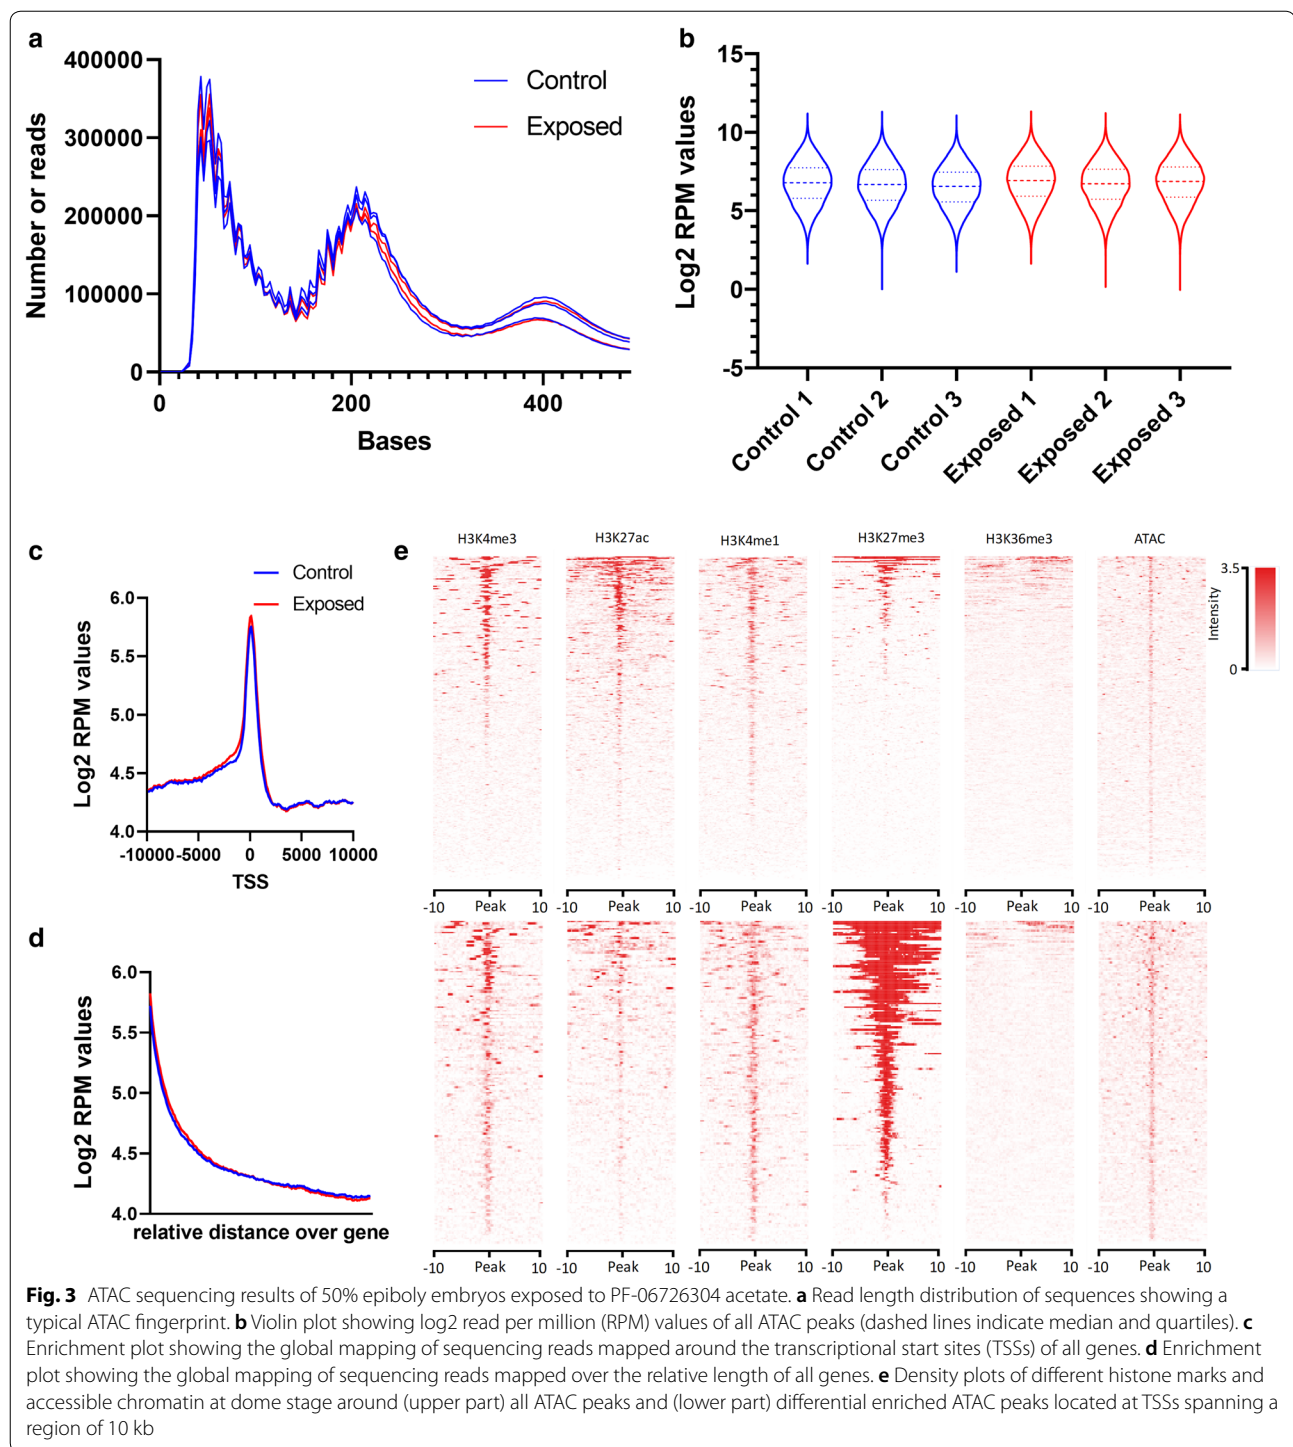 a
400000
300000
200000
100000
0
Number or reads
0 200 400
Bases
Control
Exposed
b
15
10
5
0
-5
Log2 RPM values
Control 1
Control 2
Control 3
Exposed 1
Exposed 2
Exposed 3
c
Control
Exposed
6.0
5.5
5.0
4.5
4.0
Log2 RPM values
-10000 -5000 0 5000 10000
TSS
d
6.0
5.5
5.0
4.5
4.0
Log2 RPM values
relative distance over gene
e
H3K4me3 H3K27ac H3K4me1 H3K27me3 H3K36me3 ATAC
3.5
Intensity
0
-10 Peak 10 -10 Peak 10 -10 Peak 10 -10 Peak 10 -10 Peak 10 -10 Peak 10
-10 Peak 10 -10 Peak 10 -10 Peak 10 -10 Peak 10 -10 Peak 10 -10 Peak 10
Fig. 3 ATAC sequencing results of 50% epiboly embryos exposed to PF-06726304 acetate. a Read length distribution of sequences showing a
typical ATAC fingerprint. b Violin plot showing log2 read per million (RPM) values of all ATAC peaks (dashed lines indicate median and quartiles). c
Enrichment plot showing the global mapping of sequencing reads mapped around the transcriptional start sites (TSSs) of all genes. d Enrichment
plot showing the global mapping of sequencing reads mapped over the relative length of all genes. e Density plots of different histone marks and
accessible chromatin at dome stage around (upper part) all ATAC peaks and (lower part) differential enriched ATAC peaks located at TSSs spanning a
region of 10 kb